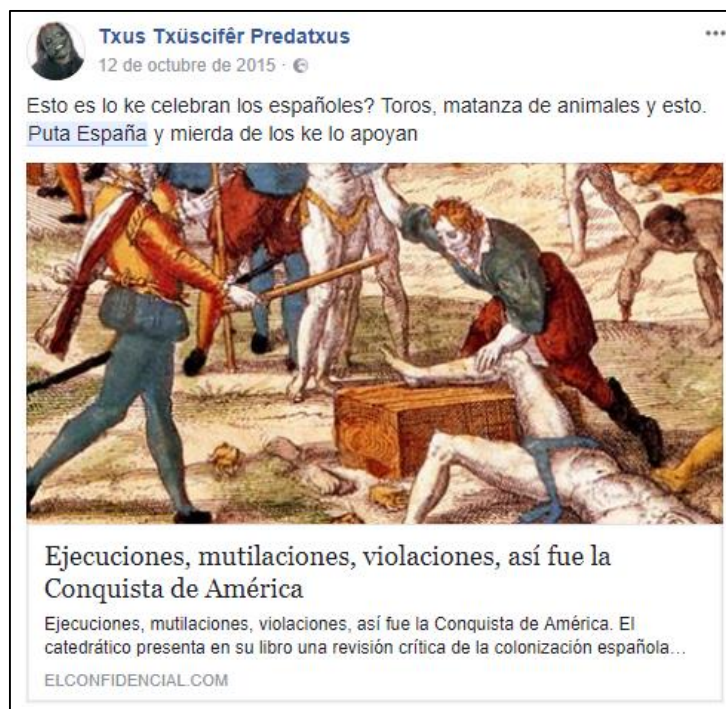 Txus Txüscifêr Predatxus
12 de octubre de 2015 ·
Esto es lo ke celebran los españoles? Toros, matanza de animales y esto.
Puta España y mierda de los ke lo apoyan
Ejecuciones, mutilaciones, violaciones, así fue la
Conquista de América
Ejecuciones, mutilaciones, violaciones, así fue la Conquista de América. El
catedrático presenta en su libro una revisión crítica de la colonización española…
ELCONFIDENCIAL.COM